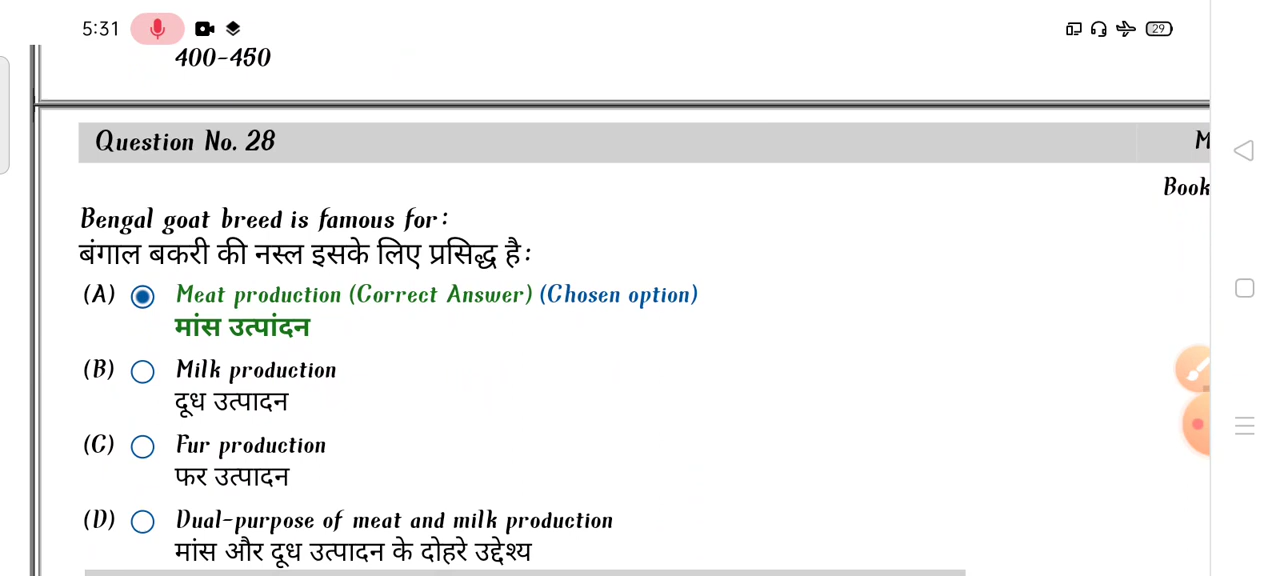 5:31
29
400-450
Question No. 28
M
Book
Bengal goat breed is famous for:
बंगाल बकरी की नस्ल इसके लिए प्रसिद्ध है:
(A) Meat production (Correct Answer) (Chosen option)
मांस उत्पांदन
(B) Milk production
दूध उत्पादन
(C) Fur production
फर उत्पादन
(D) Dual-purpose of meat and milk production
मांस और दूध उत्पादन के दोहरे उद्देश्य